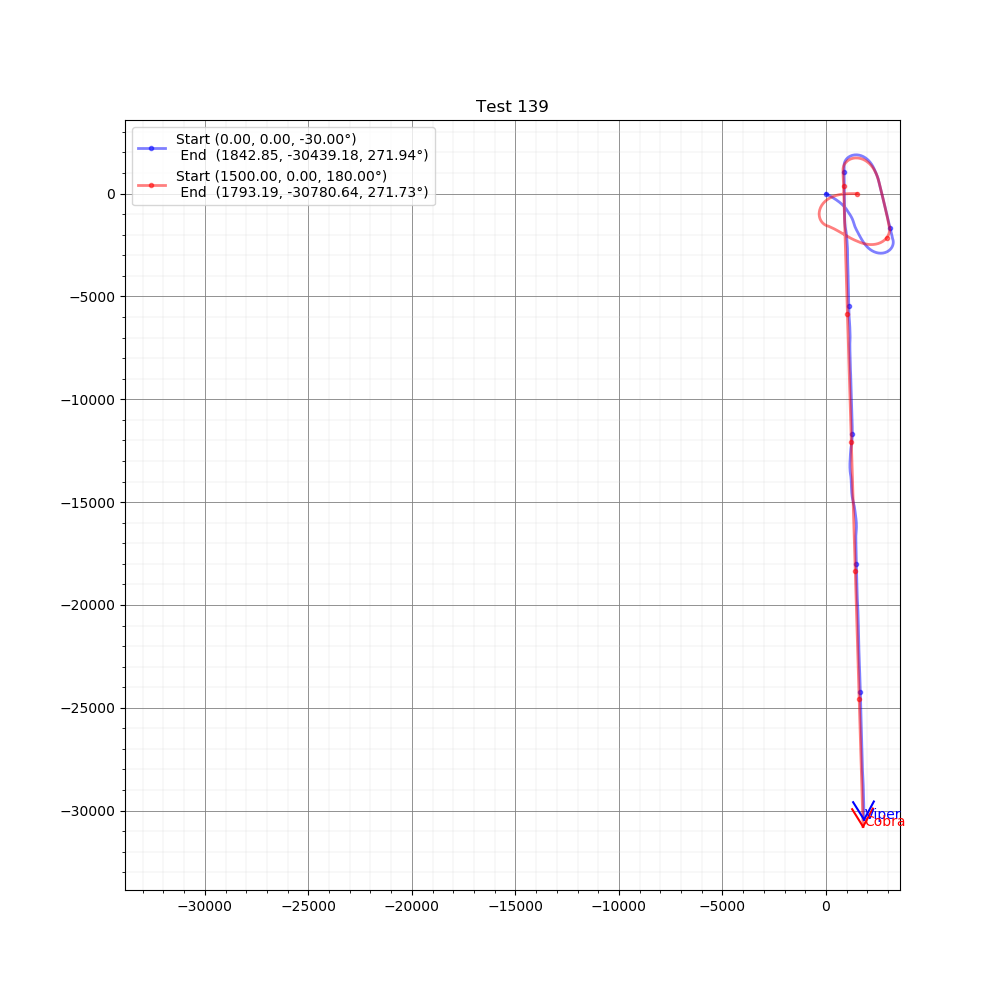 Test 139
Start (0.00, 0.00, -30.00°)
End  (1842.85, -30439.18, 271.94°)
Start (1500.00, 0.00, 180.00°)
End  (1793.19, -30780.64, 271.73°)
0
−5000
−10000
−15000
−20000
−25000
−30000
Viper
Cobra
−30000 −25000 −20000 −15000 −10000 −5000 0